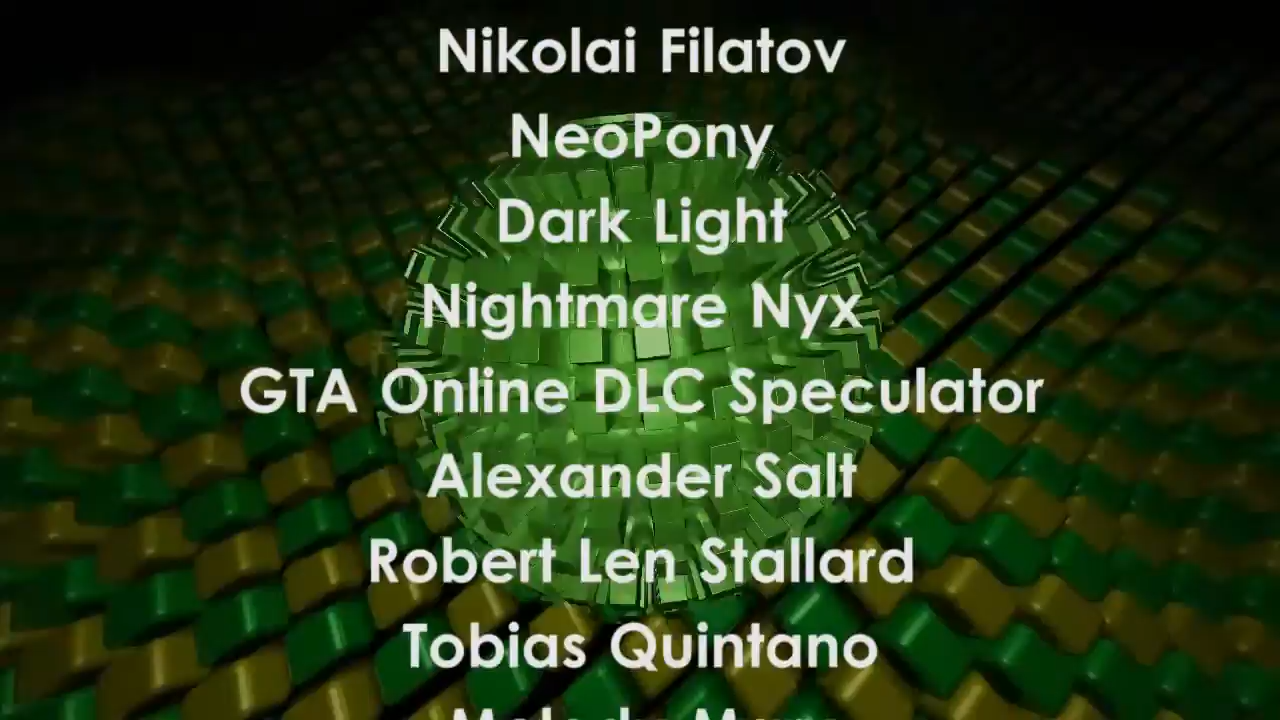 Nikolai Filatov
NeoPony
Dark Light
Nightmare Nyx
GTA Online DLC Speculator
Alexander Salt
Robert Len Stallard
Tobias Quintano